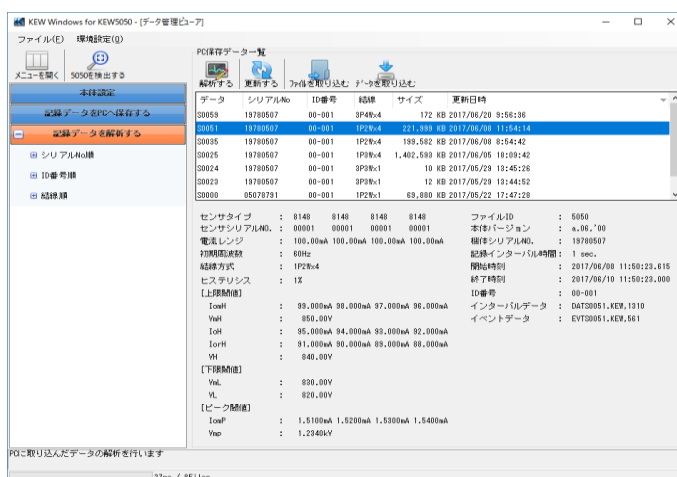 KEW Windows for KEW5050 - [データ管理ビューア]
ファイル(F) 環境設定(O)
メニューを開く 5050を検出する
本体設定
記録データをPCへ保存する
記録データを解析する
シリアルNo順
ID番号順
結線順
PC保存データ一覧
解析する 更新する ファイルを取り込む データを取り込む
データ シリアルNo ID番号 結線 サイズ 更新日時
S0059 19780507 00-001 3P4W×4 172 KB 2017/06/20 9:56:36
S0051 19780507 00-001 1P2W×4 221,999 KB 2017/06/08 11:54:14
S0035 19780507 00-001 1P2W×4 199,582 KB 2017/06/08 8:54:42
S0025 19780507 00-001 1P2W×4 1,402,593 KB 2017/06/05 18:09:42
S0024 19780507 00-001 3P3W×1 10 KB 2017/05/29 13:45:26
S0023 19780507 00-001 3P3W×1 12 KB 2017/05/29 13:44:52
S0000 05078731 00-001 1P2W×1 69,880 KB 2017/05/22 17:47:28
センサタイプ : 8148 8148 8148 8148
センサシリアルNO. : 00001 00001 00001 00001
電流レンジ : 100.00mA 100.00mA 100.00mA 100.00mA
初期周波数 : 60Hz
結線方式 : 1P2W×4
ヒステリシス : 1%
[上限閾値]
IomH : 99.000mA 98.000mA 97.000mA 96.000mA
VmH : 850.00V
IoH : 95.000mA 94.000mA 93.000mA 92.000mA
IorH : 91.000mA 90.000mA 89.000mA 88.000mA
VH : 840.00V
[下限閾値]
VmL : 830.00V
VL : 820.00V
[ピーク閾値]
IomP : 1.5100mA 1.5200mA 1.5300mA 1.5400mA
Vmp : 1.2340kV
ファイルID : 5050
本体バージョン : a.06.'00
機体シリアルNO. : 19780507
記録インターバル時間 : 1 sec.
開始時刻 : 2017/06/08 11:50:23.615
終了時刻 : 2017/06/10 11:50:23.000
ID番号 : 00-001
インターバルデータ : DATS0051.KEW,1310
イベントデータ : EVTS0051.KEW,561
PCに取り込んだデータの解析を行います